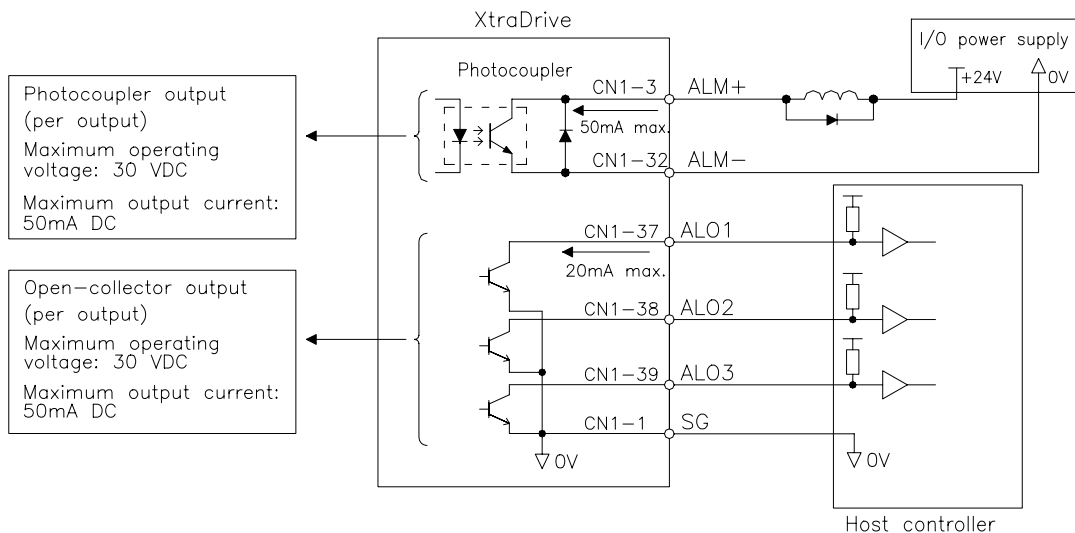 XtraDrive
I/O power supply
+24V
0V
Photocoupler
CN1-3
ALM+
50mA max.
CN1-32
ALM-
Photocoupler output
(per output)
Maximum operating
voltage: 30 VDC
Maximum output current:
50mA DC
CN1-37
ALO1
20mA max.
CN1-38
ALO2
CN1-39
ALO3
CN1-1
SG
0V
0V
Open-collector output
(per output)
Maximum operating
voltage: 30 VDC
Maximum output current:
50mA DC
Host controller